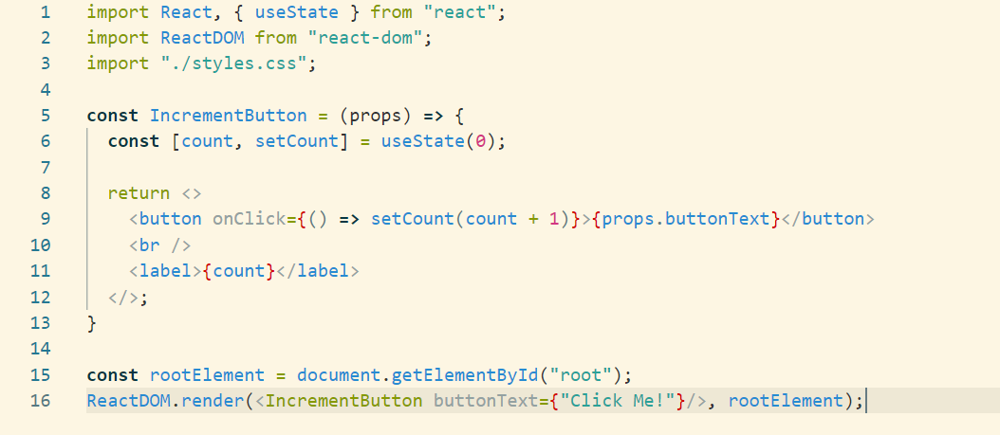 1 import React, { useState } from "react";
2 import ReactDOM from "react-dom";
3 import "./styles.css";
4
5 const IncrementButton = (props) => {
6   const [count, setCount] = useState(0);
7
8   return <>
9     <button onClick={() => setCount(count + 1)}>{props.buttonText}</button>
10     <br />
11     <label>{count}</label>
12   </>;
13 }
14
15 const rootElement = document.getElementById("root");
16 ReactDOM.render(<IncrementButton buttonText={"Click Me!"}/>, rootElement);